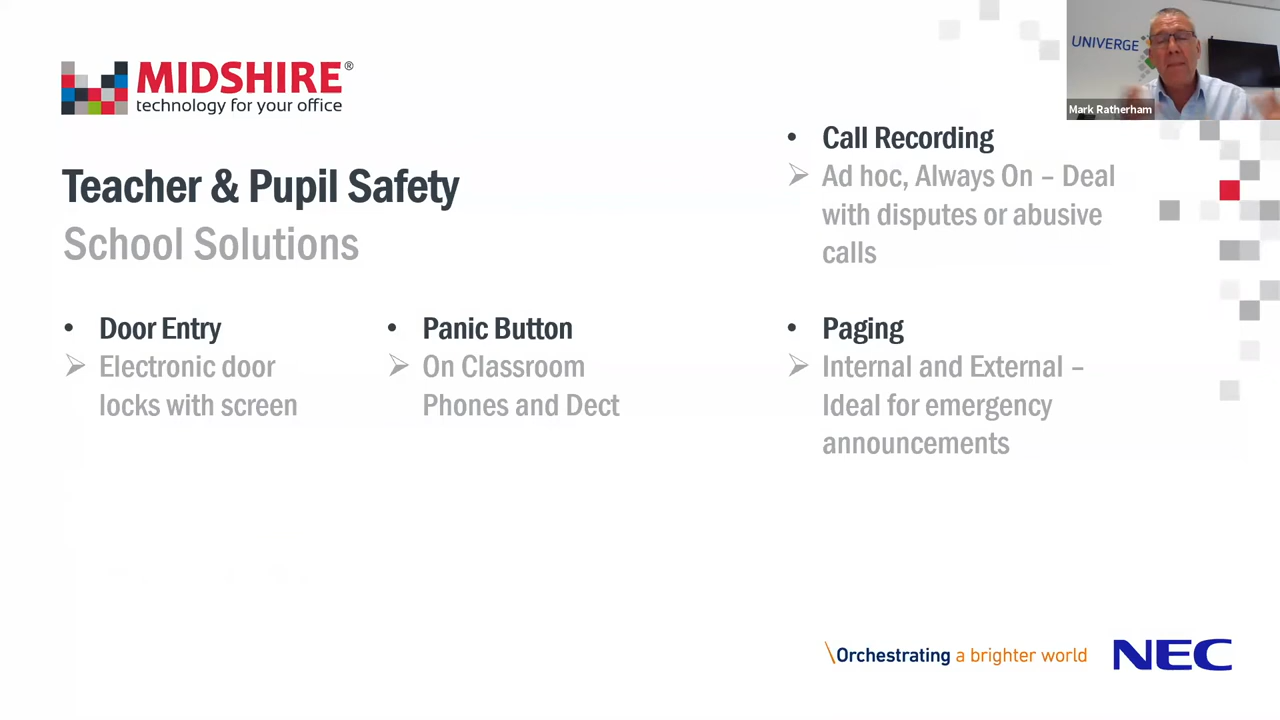 MIDSHIRE®
technology for your office
UNIVERGE
Mark Ratherham
Teacher & Pupil Safety
School Solutions
• Door Entry
➢ Electronic door
locks with screen
• Panic Button
➢ On Classroom
Phones and Dect
• Call Recording
➢ Ad hoc, Always On – Deal
with disputes or abusive
calls
• Paging
➢ Internal and External –
Ideal for emergency
announcements
\Orchestrating a brighter world
NEC